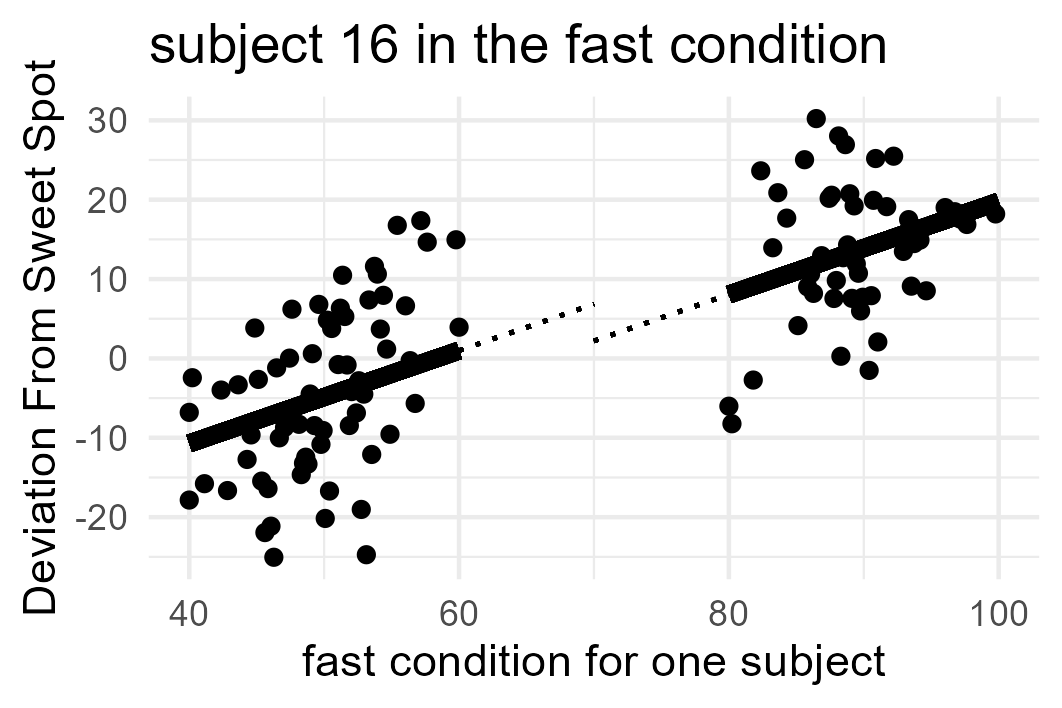 subject 16 in the fast condition
Deviation From Sweet Spot
30
20
10
0
-10
-20
40 60 80 100
fast condition for one subject